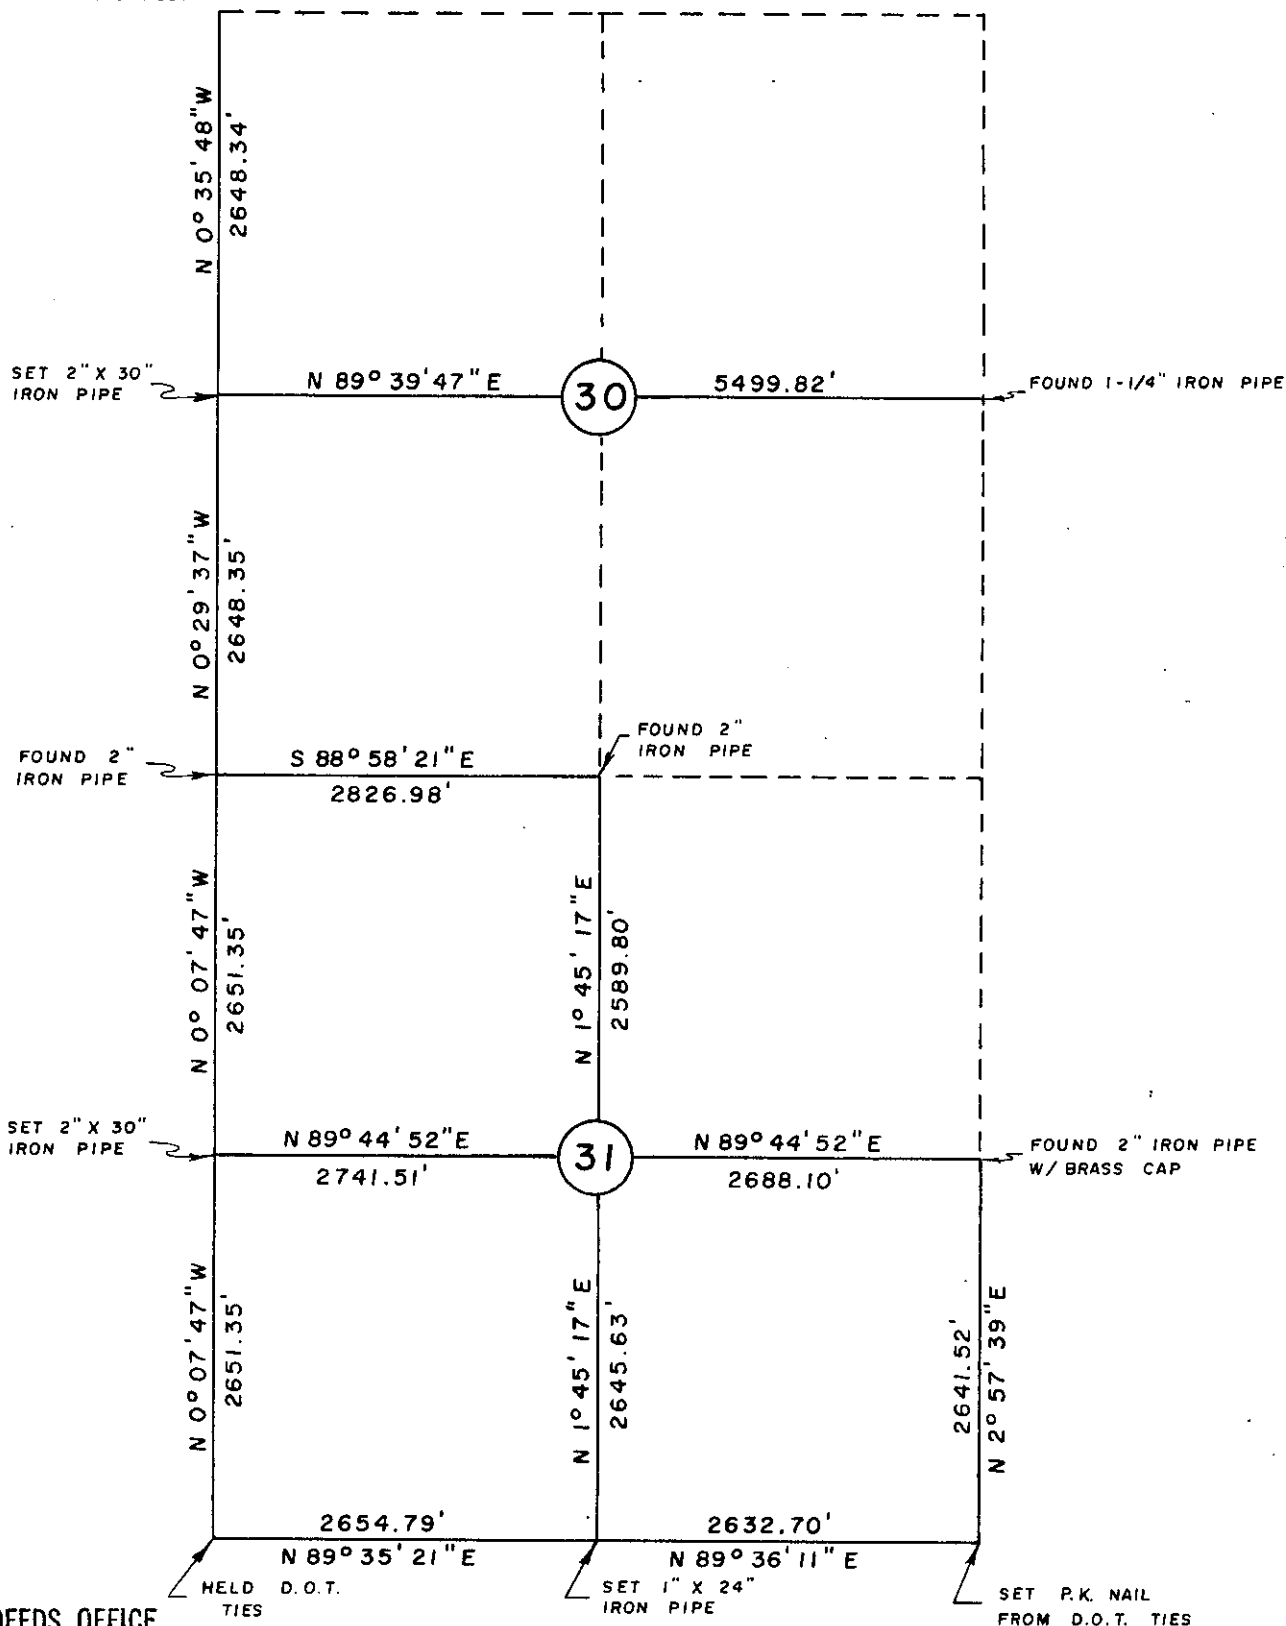 N 0° 35' 48" W
2648.34'
SET 2" X 30"
IRON PIPE
N 89° 39' 47" E
30
5499.82'
FOUND 1-1/4" IRON PIPE
N 0° 29' 37" W
2648.35'
FOUND 2"
IRON PIPE
S 88° 58' 21" E
2826.98'
FOUND 2"
IRON PIPE
N 0° 07' 47" W
2651.35'
N 1° 45' 17" E
2589.80'
SET 2" X 30"
IRON PIPE
N 89° 44' 52" E
2741.51'
31
N 89° 44' 52" E
2688.10'
FOUND 2" IRON PIPE
W/ BRASS CAP
N 0° 07' 47" W
2651.35'
N 1° 45' 17" E
2645.63'
2641.52'
N 2° 57' 39" E
2654.79'
N 89° 35' 21" E
2632.70'
N 89° 36' 11" E
HELD D.O.T.
TIES
SET 1" X 24"
IRON PIPE
SET P.K. NAIL
FROM D.O.T. TIES
DEEDS OFFICE